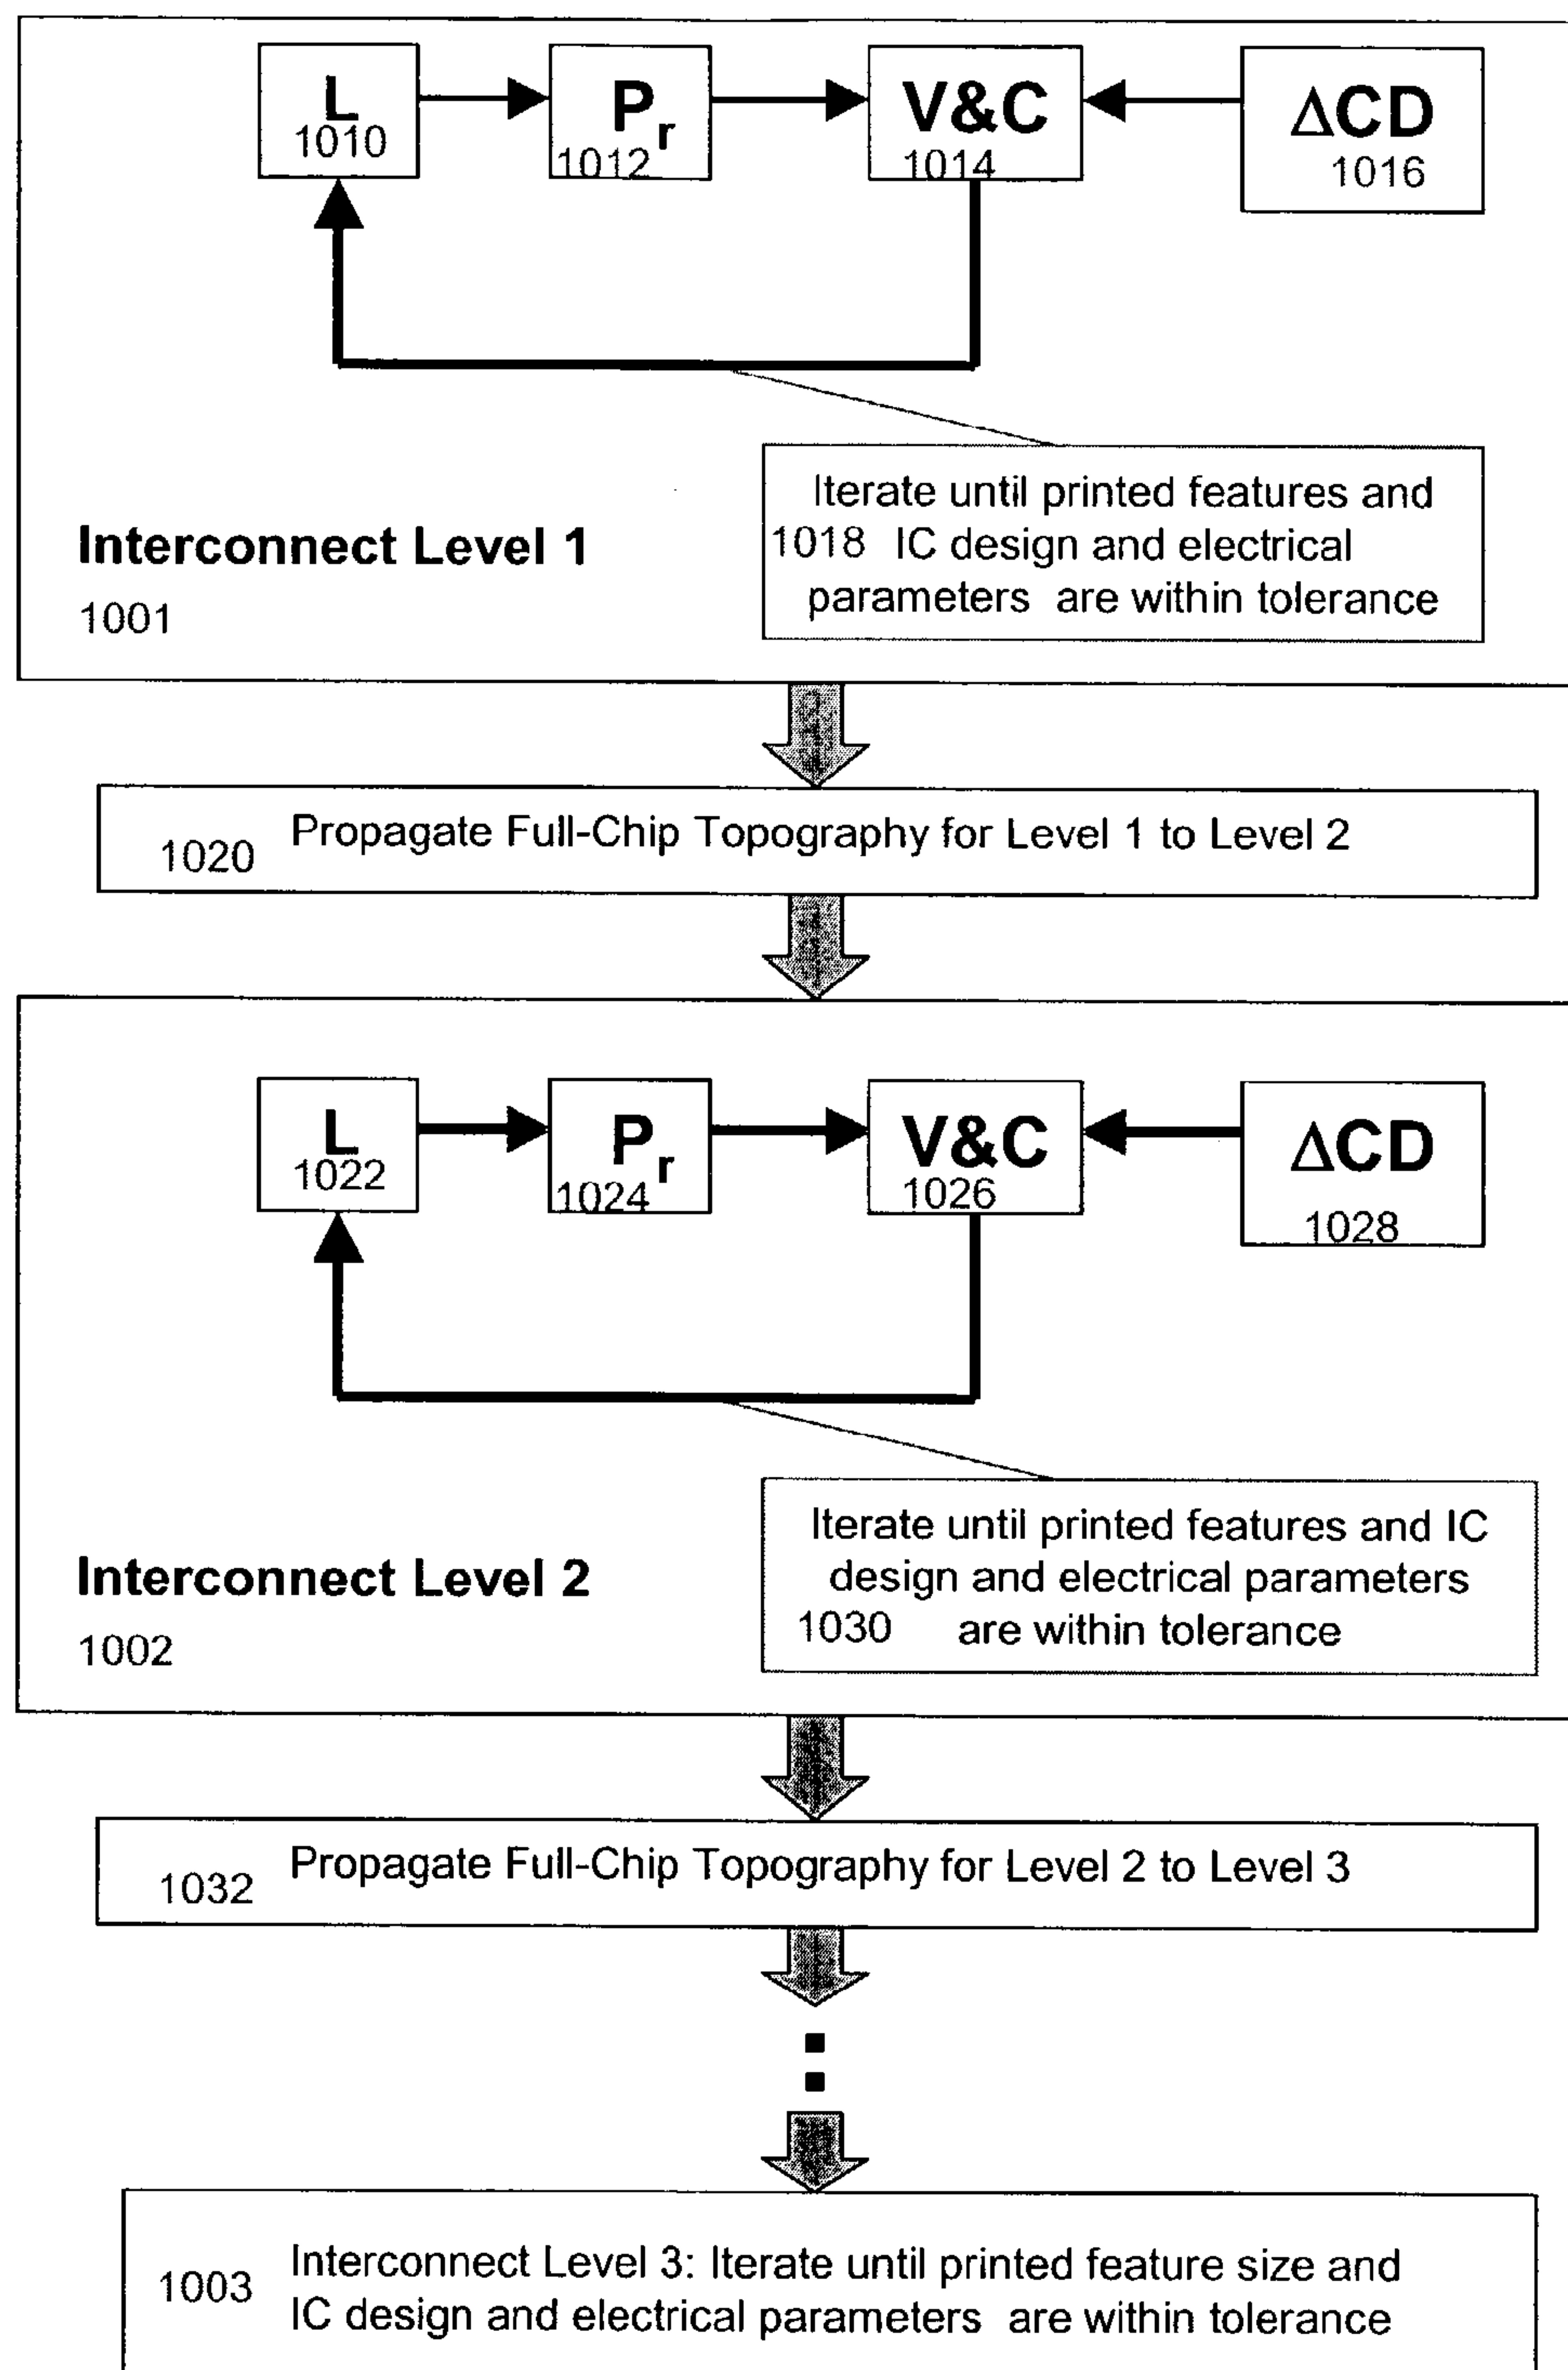 L
1010
Pr
1012
V&C
1014
ΔCD
1016
Iterate until printed features and
1018 IC design and electrical
parameters are within tolerance
Interconnect Level 1
1001
1020 Propagate Full-Chip Topography for Level 1 to Level 2
L
1022
Pr
1024
V&C
1026
ΔCD
1028
Iterate until printed features and IC
design and electrical parameters
1030 are within tolerance
Interconnect Level 2
1002
1032 Propagate Full-Chip Topography for Level 2 to Level 3
1003 Interconnect Level 3: Iterate until printed feature size and
IC design and electrical parameters are within tolerance